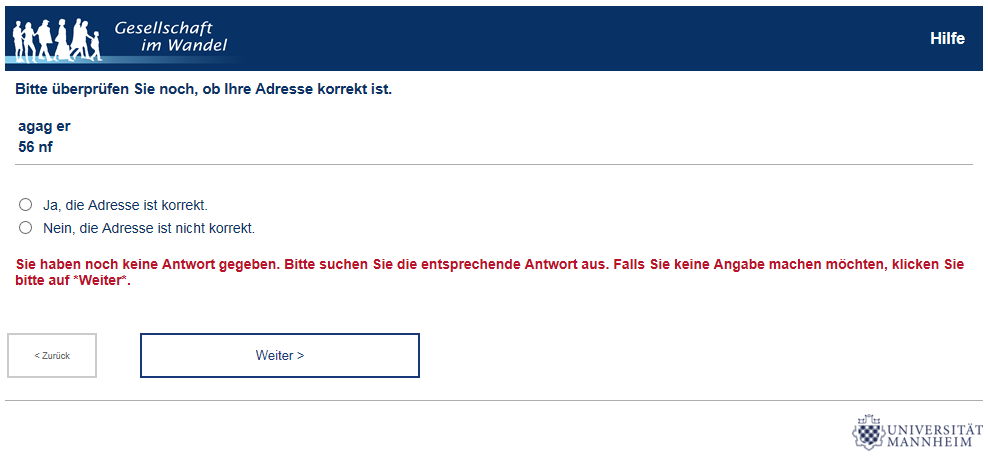 Gesellschaft
im Wandel
Hilfe
Bitte überprüfen Sie noch, ob Ihre Adresse korrekt ist.
agag er
56 nf
Ja, die Adresse ist korrekt.
Nein, die Adresse ist nicht korrekt.
Sie haben noch keine Antwort gegeben. Bitte suchen Sie die entsprechende Antwort aus. Falls Sie keine Angabe machen möchten, klicken Sie
bitte auf *Weiter*.
< Zurück
Weiter >
UNIVERSITÄT
MANNHEIM